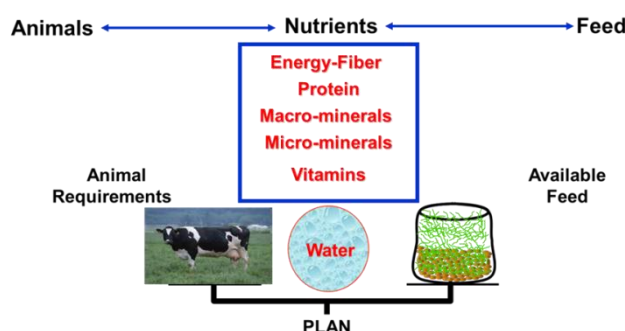 Animals Nutrients Feed
Energy-Fiber
Protein
Macro-minerals
Micro-minerals
Vitamins
Animal
Requirements
Available
Feed
Water
PLAN